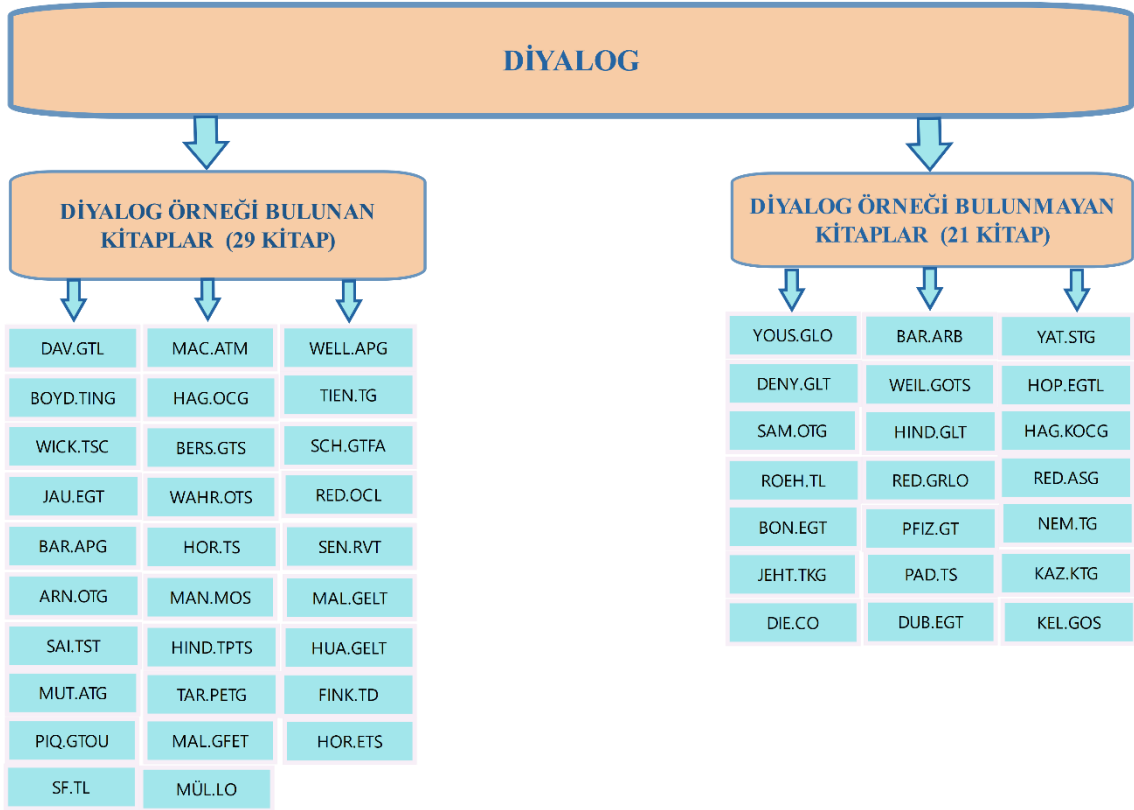 DİYALOG
DİYALOG ÖRNEĞİ BULUNAN
KİTAPLAR (29 KİTAP)
DAV.GTL
MAC.ATM
WELL.APG
BOYD.TING
HAG.OCG
TIEN.TG
WICK.TSC
BERS.GTS
SCH.GTFA
JAU.EGT
WAHR.OTS
RED.OCL
BAR.APG
HOR.TS
SEN.RVT
ARN.OTG
MAN.MOS
MAL.GELT
SAI.TST
HIND.TPTS
HUA.GELT
MUT.ATG
TAR.PETG
FINK.TD
PIQ.GTOU
MAL.GFET
HOR.ETS
SF.TL
MÜL.LO
DİYALOG ÖRNEĞİ BULUNMAYAN
KİTAPLAR (21 KİTAP)
YOUS.GLO
BAR.ARB
YAT.STG
DENY.GLT
WEIL.GOTS
HOP.EGTL
SAM.OTG
HIND.GLT
HAG.KOCG
ROEH.TL
RED.GRLO
RED.ASG
BON.EGT
PFIZ.GT
NEM.TG
JEHT.TKG
PAD.TS
KAZ.KTG
DIE.CO
DUB.EGT
KEL.GOS